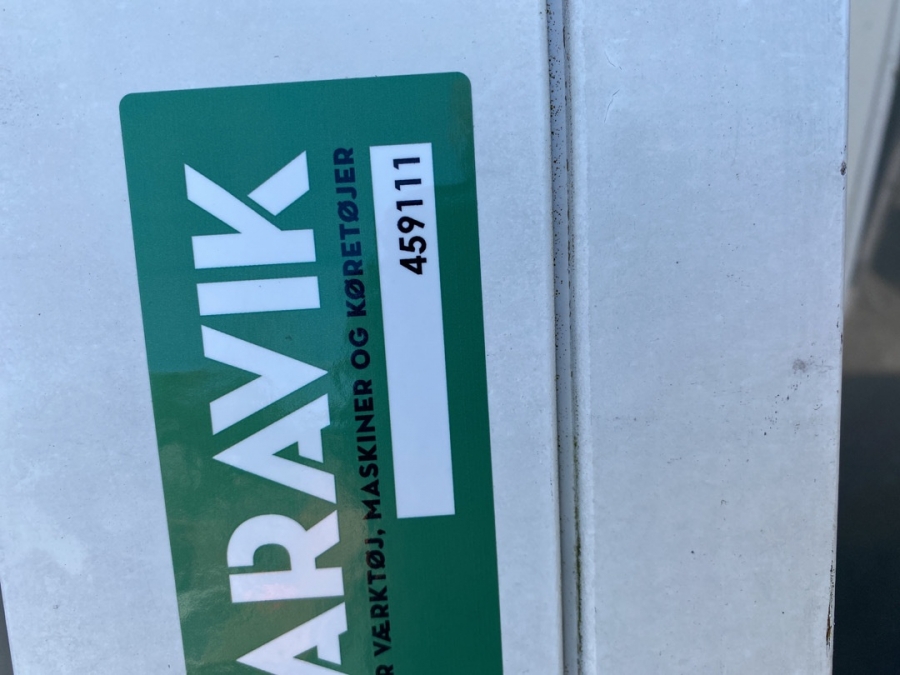 ARAVIK
R VÆRKTØJ, MASKINER OG KØRETØJER
459111